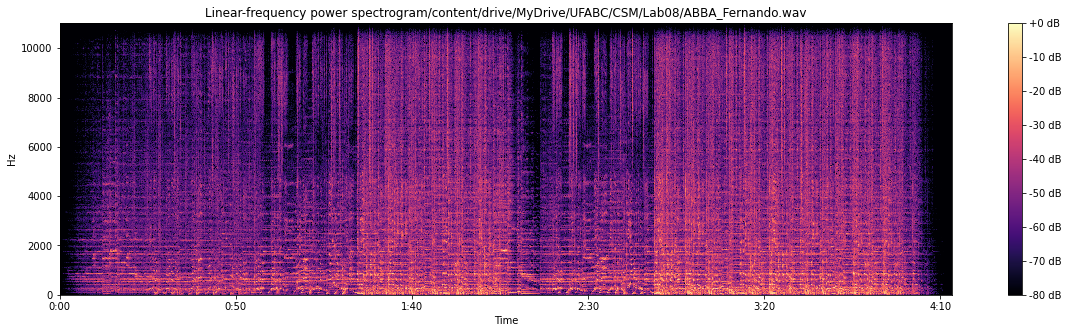 Linear-frequency power spectrogram/content/drive/MyDrive/UFABC/CSM/Lab08/ABBA_Fernando.wav
10000
8000
6000
4000
2000
0
Hz
0:00 0:50 1:40 2:30 3:20 4:10
Time
+0 dB
-10 dB
-20 dB
-30 dB
-40 dB
-50 dB
-60 dB
-70 dB
-80 dB